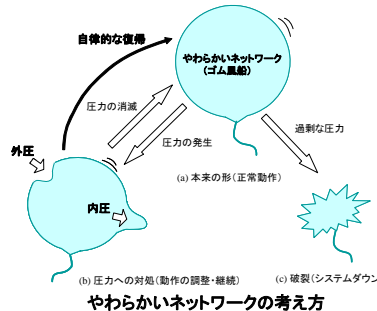 自律的な復帰
やわらかいネットワーク
(ゴム風船)
圧力の消滅
圧力の発生
過剰な圧力
外圧
(a) 本来の形(正常動作)
内圧
(b) 圧力への対処(動作の調整・継続)
(c) 破裂(システムダウン
やわらかいネットワークの考え方